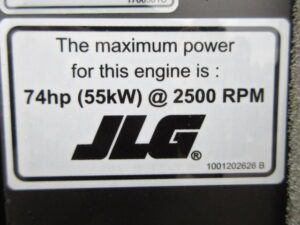 The maximum power
for this engine is :
74hp (55kW) @ 2500 RPM
JLG®
1001202626 B